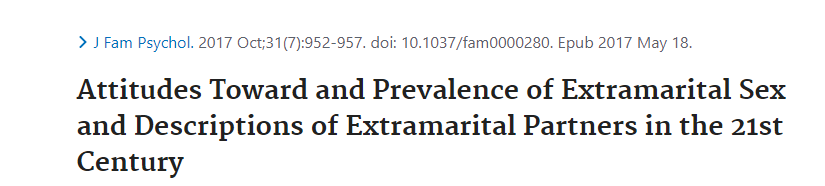 J Fam Psychol. 2017 Oct;31(7):952-957. doi: 10.1037/fam0000280. Epub 2017 May 18.
Attitudes Toward and Prevalence of Extramarital Sex
and Descriptions of Extramarital Partners in the 21st
Century